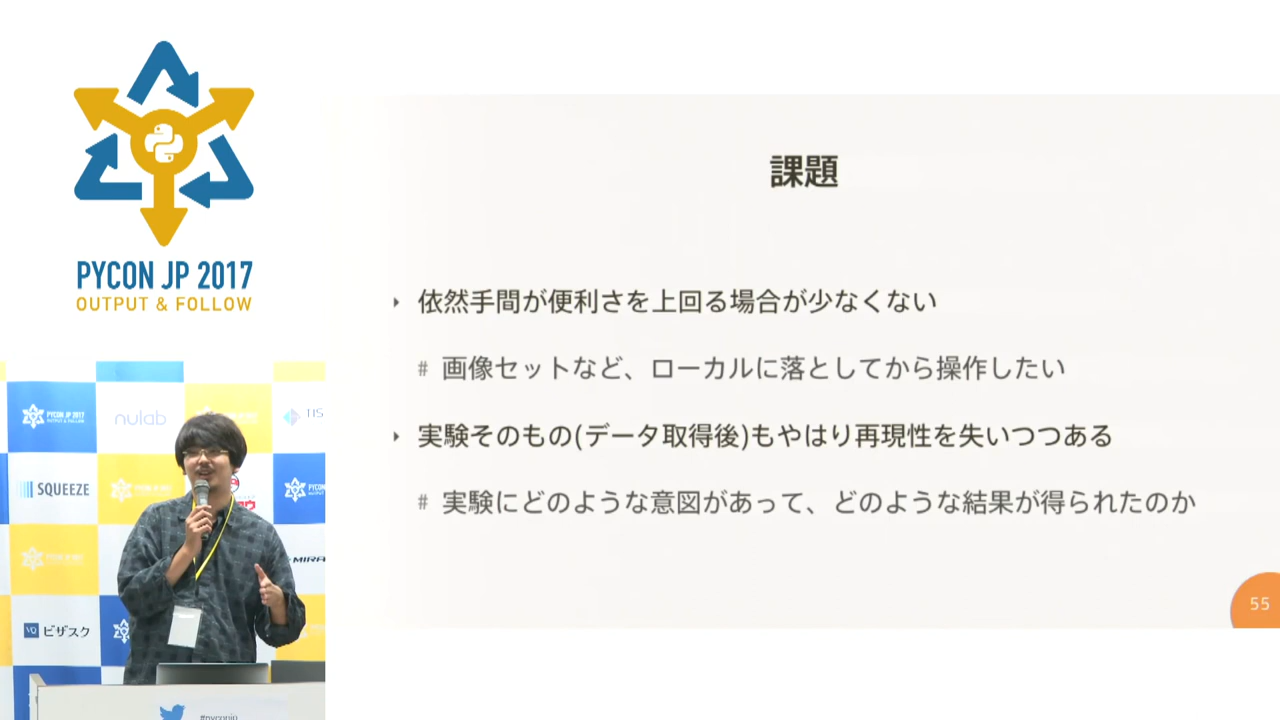 PYCON JP 2017
OUTPUT & FOLLOW
課題
依然手間が便利さを上回る場合が少なくない
# 画像セットなど、ローカルに落としてから操作したい
実験そのもの(データ取得後)もやはり再現性を失いつつある
# 実験にどのような意図があって、どのような結果が得られたのか
55
PYCON JP 2017
nulab
SQUEEZE
ビザスク
#pyconjp